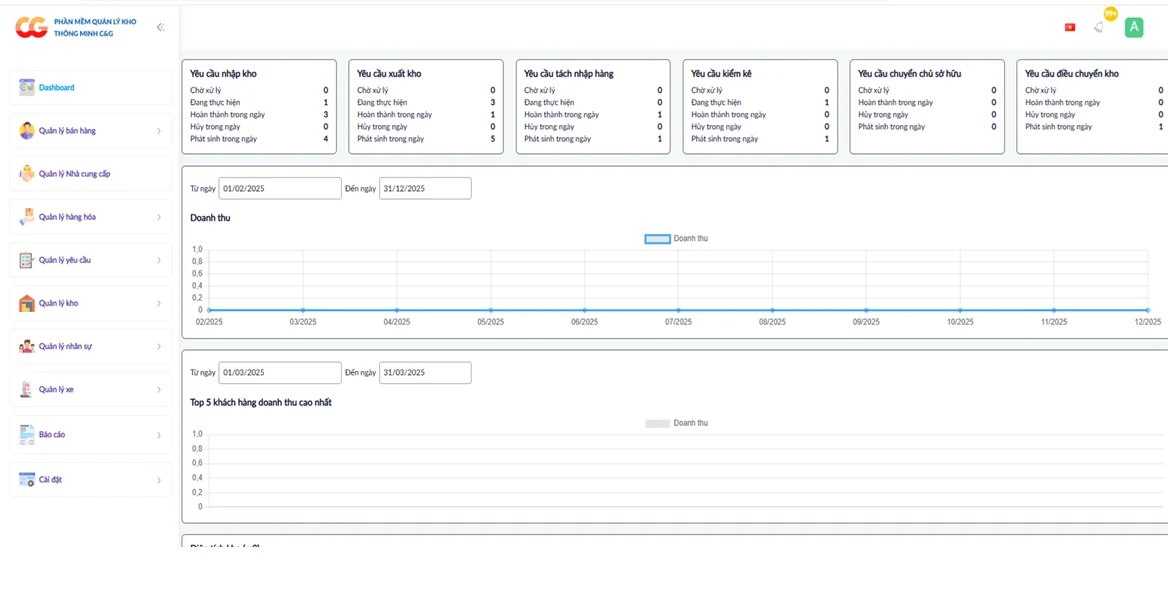 CG
PHẦN MỀM QUẢN LÝ KHO
THÔNG MINH C&G
99+
A
Dashboard
Quản lý bán hàng
Quản lý Nhà cung cấp
Quản lý hàng hóa
Quản lý yêu cầu
Quản lý kho
Quản lý nhân sự
Quản lý xe
Báo cáo
Cài đặt
Yêu cầu nhập kho
Chờ xử lý 0
Đang thực hiện 1
Hoàn thành trong ngày 3
Hủy trong ngày 0
Phát sinh trong ngày 4
Yêu cầu xuất kho
Chờ xử lý 0
Đang thực hiện 3
Hoàn thành trong ngày 1
Hủy trong ngày 0
Phát sinh trong ngày 5
Yêu cầu tách nhập hàng
Chờ xử lý 0
Đang thực hiện 0
Hoàn thành trong ngày 1
Hủy trong ngày 0
Phát sinh trong ngày 1
Yêu cầu kiểm kê
Chờ xử lý 0
Đang thực hiện 1
Hoàn thành trong ngày 0
Hủy trong ngày 0
Phát sinh trong ngày 1
Yêu cầu chuyển chủ sở hữu
Chờ xử lý 0
Hoàn thành trong ngày 0
Hủy trong ngày 0
Phát sinh trong ngày 0
Yêu cầu điều chuyển kho
Chờ xử lý 0
Hoàn thành trong ngày 0
Hủy trong ngày 0
Phát sinh trong ngày 1
Từ ngày 01/02/2025 Đến ngày 31/12/2025
Doanh thu
Doanh thu
1,0
0,8
0,6
0,4
0,2
0
02/2025 03/2025 04/2025 05/2025 06/2025 07/2025 08/2025 09/2025 10/2025 11/2025 12/2025
Từ ngày 01/03/2025 Đến ngày 31/03/2025
Top 5 khách hàng doanh thu cao nhất
Doanh thu
1,0
0,8
0,6
0,4
0,2
0